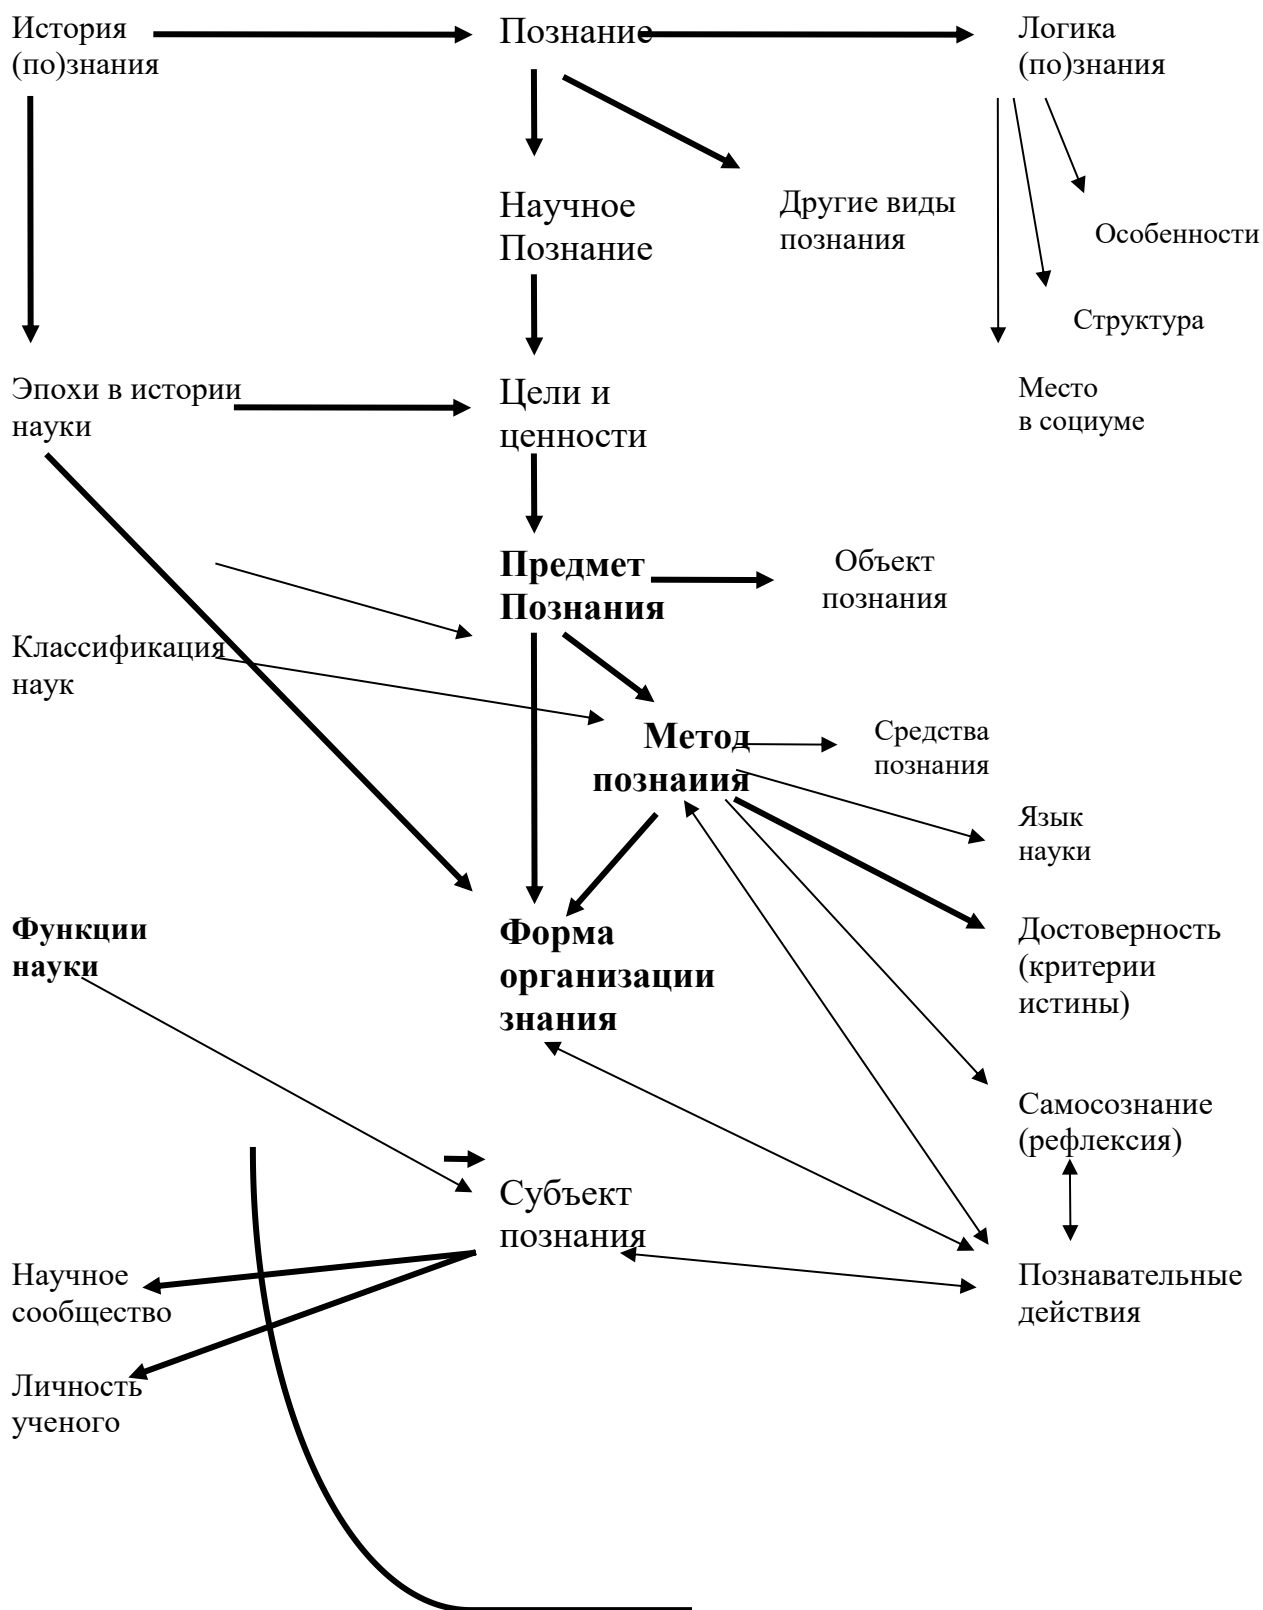 История
(по)знания
Познание
Логика
(по)знания
Научное
Познание
Другие виды
познания
Особенности
Структура
Эпохи в истории
науки
Цели и
ценности
Место
в социуме
Предмет
Познания
Объект
познания
Классификация
наук
Метод
познаиия
Средства
познания
Язык
науки
Функции
науки
Форма
организации
знания
Достоверность
(критерии
истины)
Самосознание
(рефлексия)
Субъект
познания
Научное
сообщество
Познавательные
действия
Личность
ученого